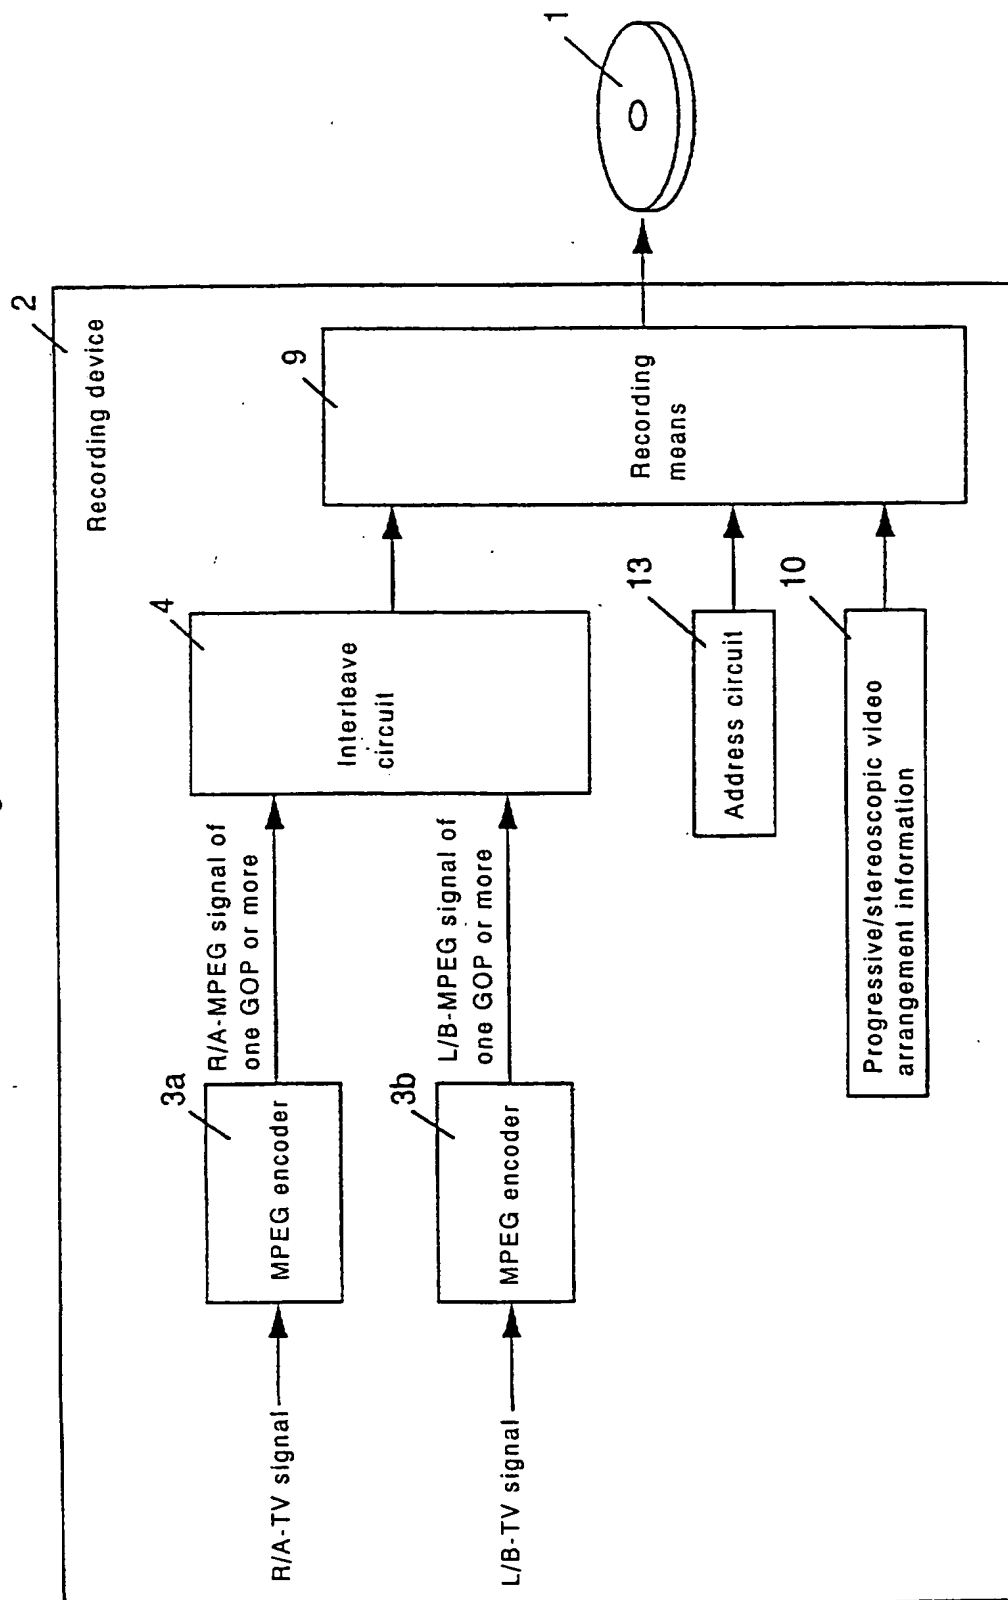 2
Recording device
R/A-TV signal
3a
MPEG encoder
R/A-MPEG signal of
one GOP or more
L/B-TV signal
3b
MPEG encoder
L/B-MPEG signal of
one GOP or more
4
Interleave
circuit
13
Address circuit
10
Progressive/stereoscopic video
arrangement information
9
Recording
means
1